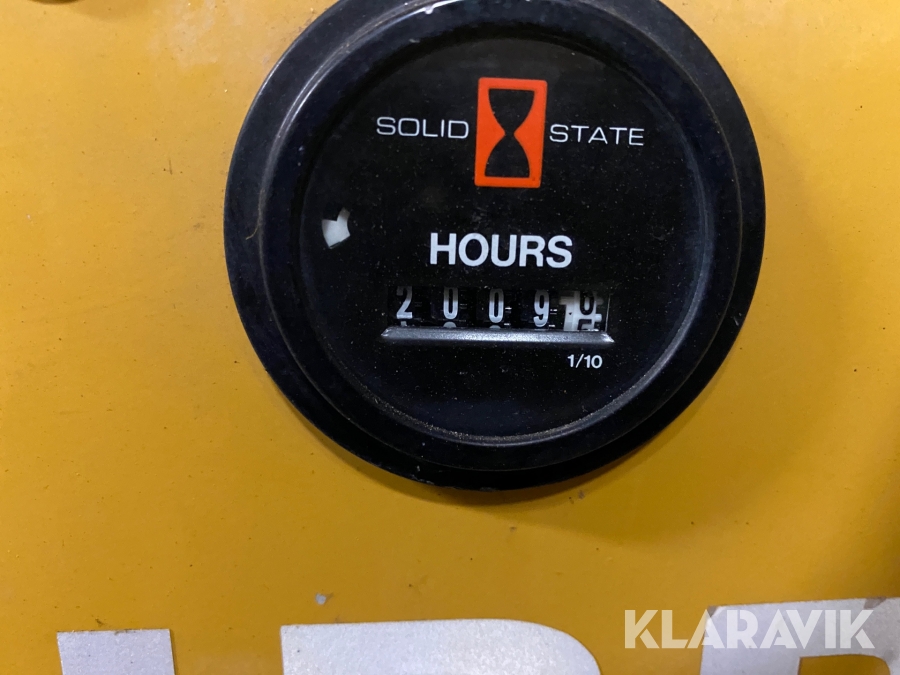 SOLID STATE
HOURS
2009
1/10
KLARAVIK